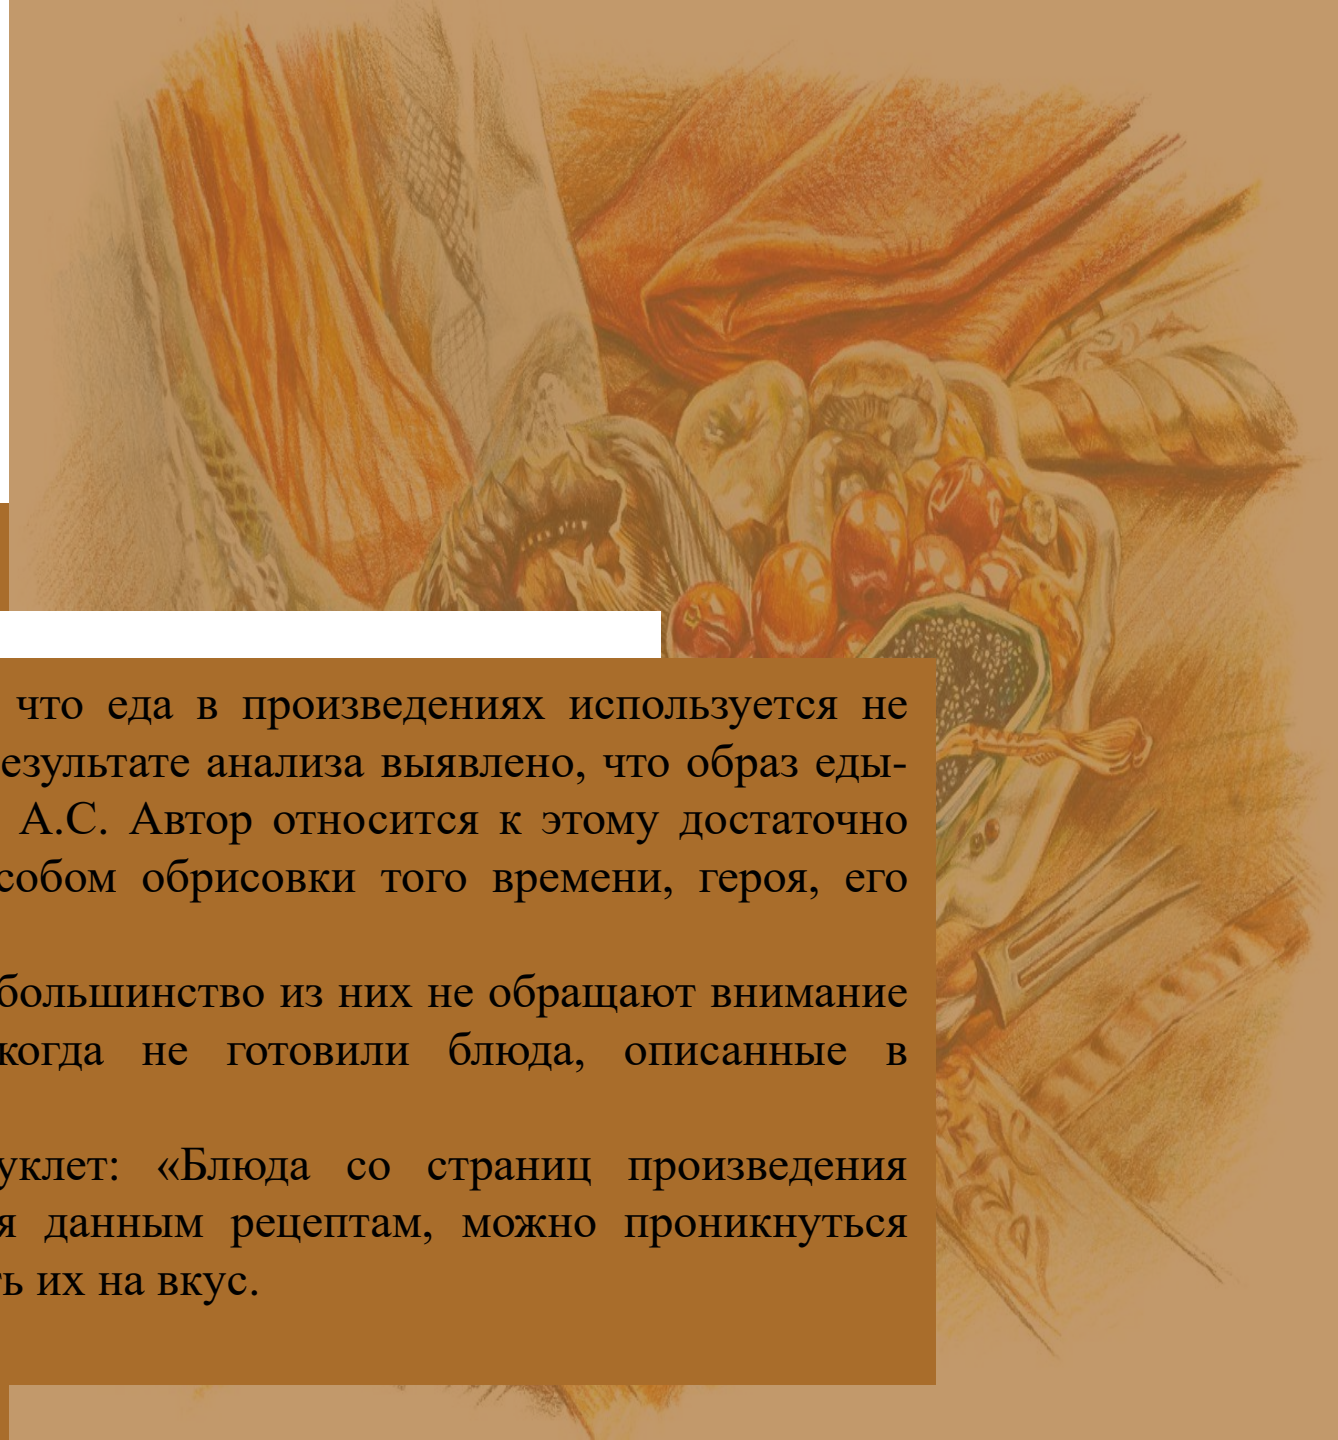 что еда в произведениях используется не
езультате анализа выявлено, что образ еды-
А.С. Автор относится к этому достаточно
собом обрисовки того времени, героя, его
большинство из них не обращают внимание
когда не готовили блюда, описанные в
уклет: «Блюда со страниц произведения
я данным рецептам, можно проникнуться
ь их на вкус.